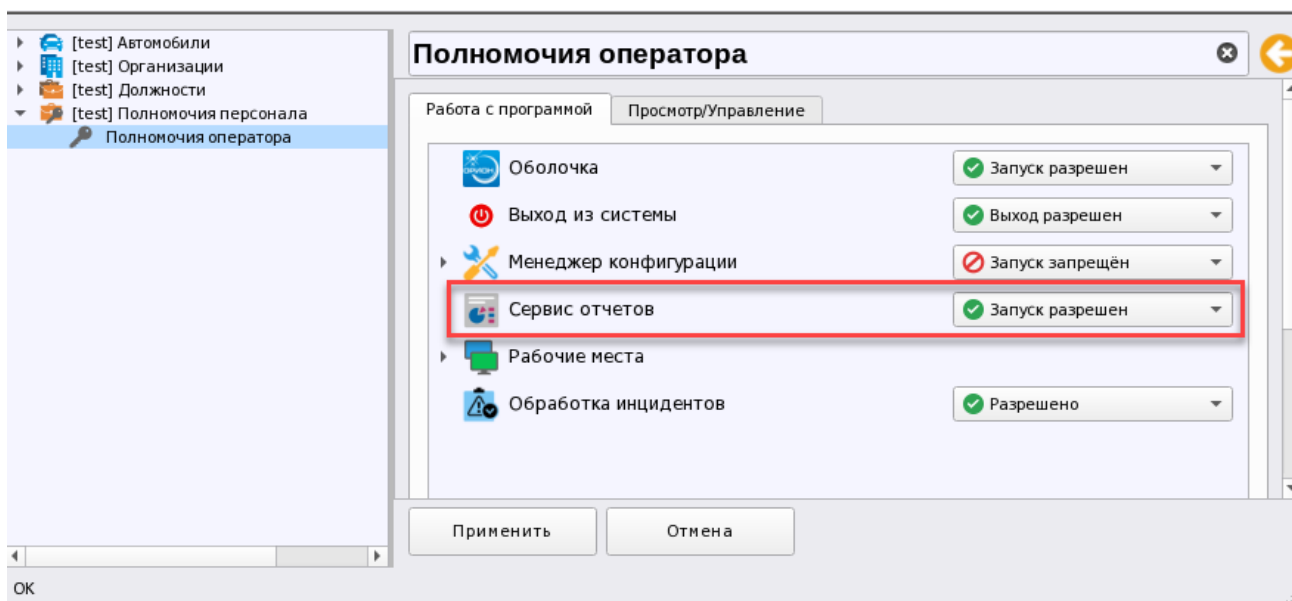 [test] Автомобили
[test] Организации
[test] Должности
[test] Полномочия персонала
Полномочия оператора
Полномочия оператора
Работа с программой
Просмотр/Управление
ОРИОН
Оболочка
Запуск разрешен
Выход из системы
Выход разрешен
Менеджер конфигурации
Запуск запрещён
Сервис отчетов
Запуск разрешен
Рабочие места
Обработка инцидентов
Разрешено
Применить
Отмена
OK